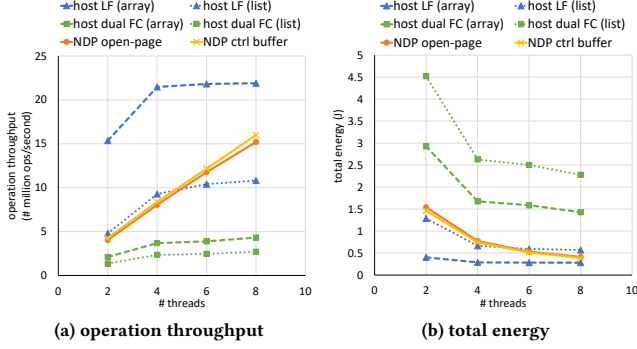 host LF (array) host LF (list)
host dual FC (array) host dual FC (list)
NDP open-page NDP ctrl buffer
operation throughput
(# million ops/second)
25
20
15
10
5
0
0 2 4 6 8 10
# threads
(a) operation throughput
host LF (array) host LF (list)
host dual FC (array) host dual FC (list)
NDP open-page NDP ctrl buffer
total energy (J)
5
4.5
4
3.5
3
2.5
2
1.5
1
0.5
0
0 2 4 6 8 10
# threads
(b) total energy